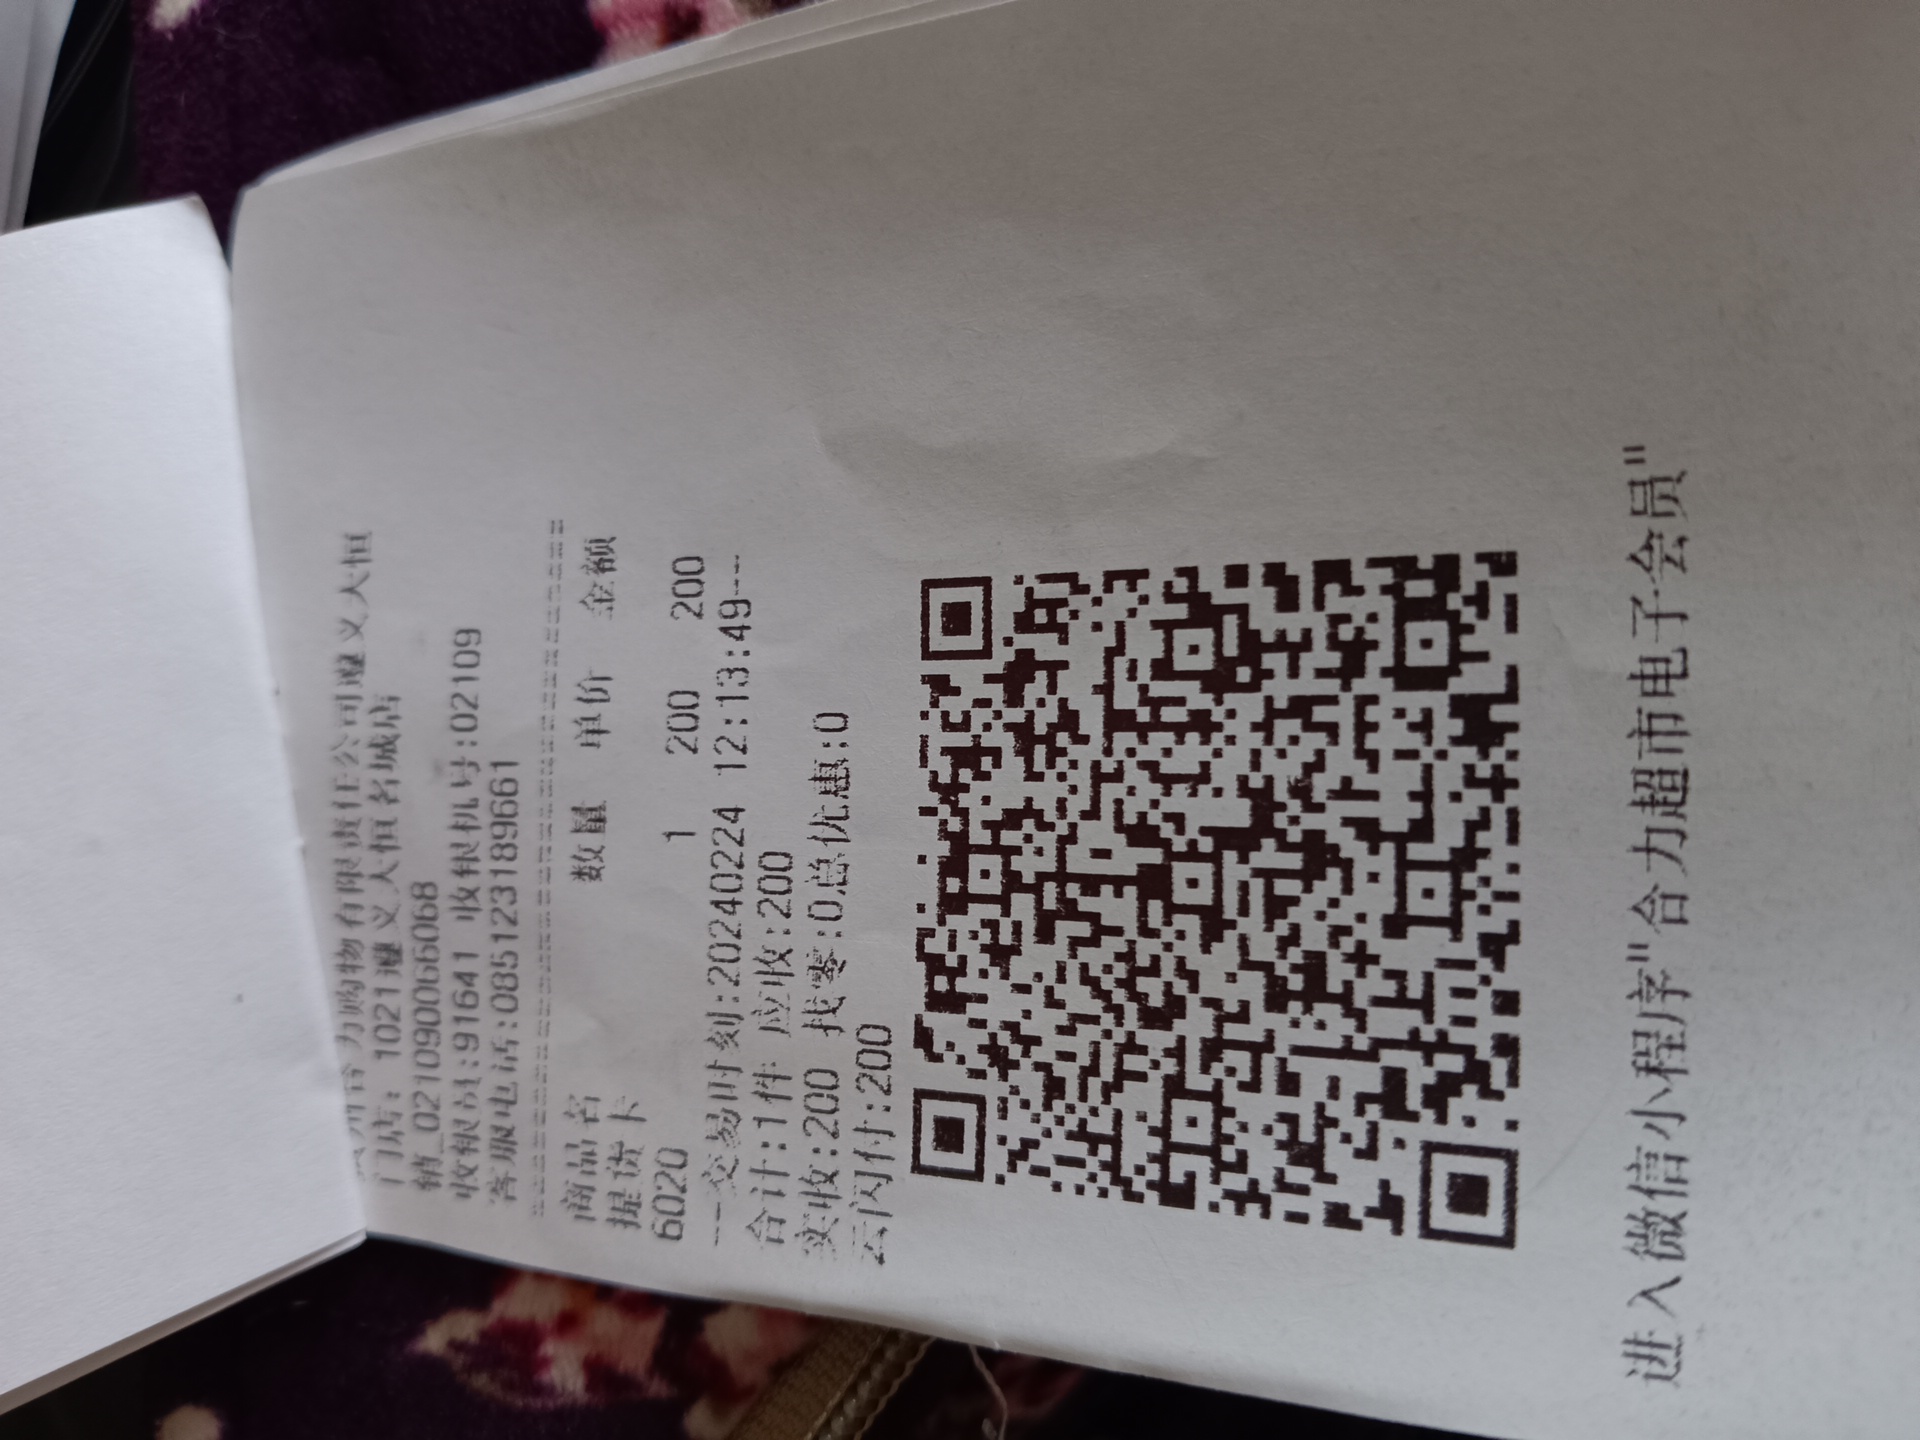 合力购物有限责任公司遵义大恒
门店: 1021遵义大恒名城店
销_0210900066068
收银员:91641 收银机号:02109
客服电话:085123189661
商品名 数量 单价 金额
提货卡
6020 1 200 200
---交易时刻:20240224 12:13:49---
合计:1件 应收:200
实收:200 找零:0总优惠:0
云闪付:200
进入微信小程序"合力超市电子会员"